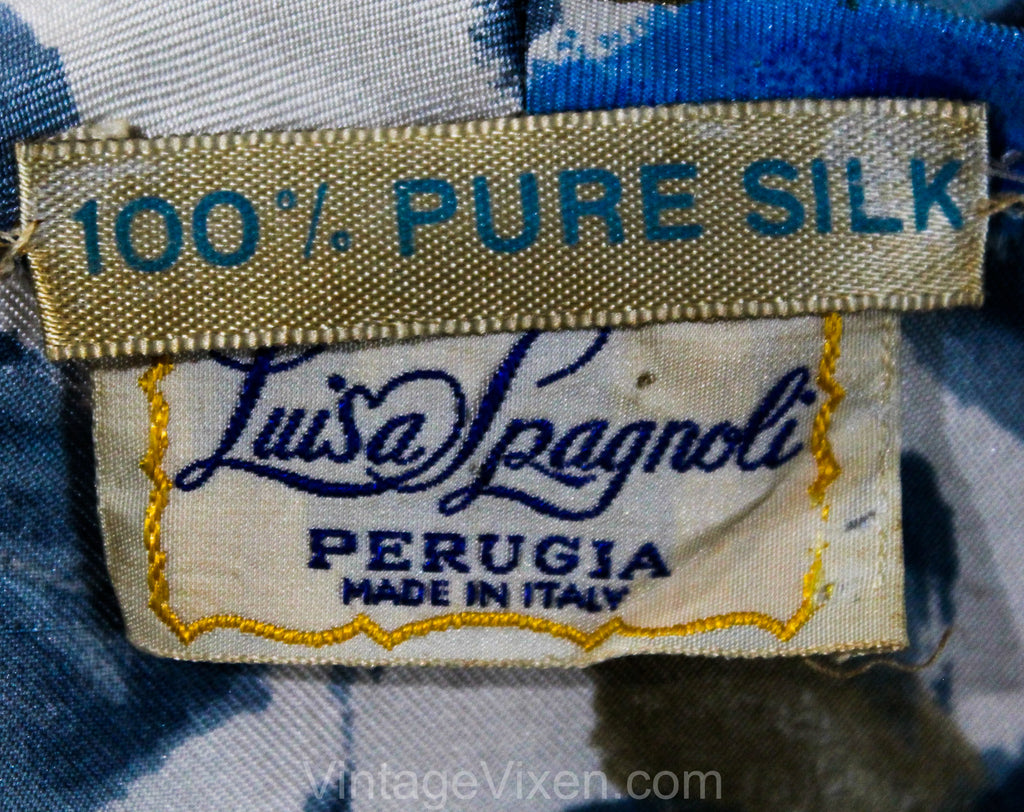 100% PURE SILK
Luisa Spagnoli
PERUGIA
MADE IN ITALY
VintageVixen.com